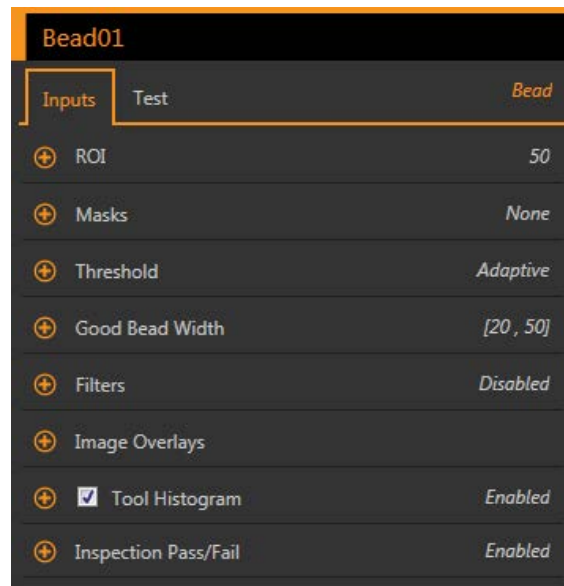 Bead01
Inputs Test Bead
ROI 50
Masks None
Threshold Adaptive
Good Bead Width [20 , 50]
Filters Disabled
Image Overlays
Tool Histogram Enabled
Inspection Pass/Fail Enabled